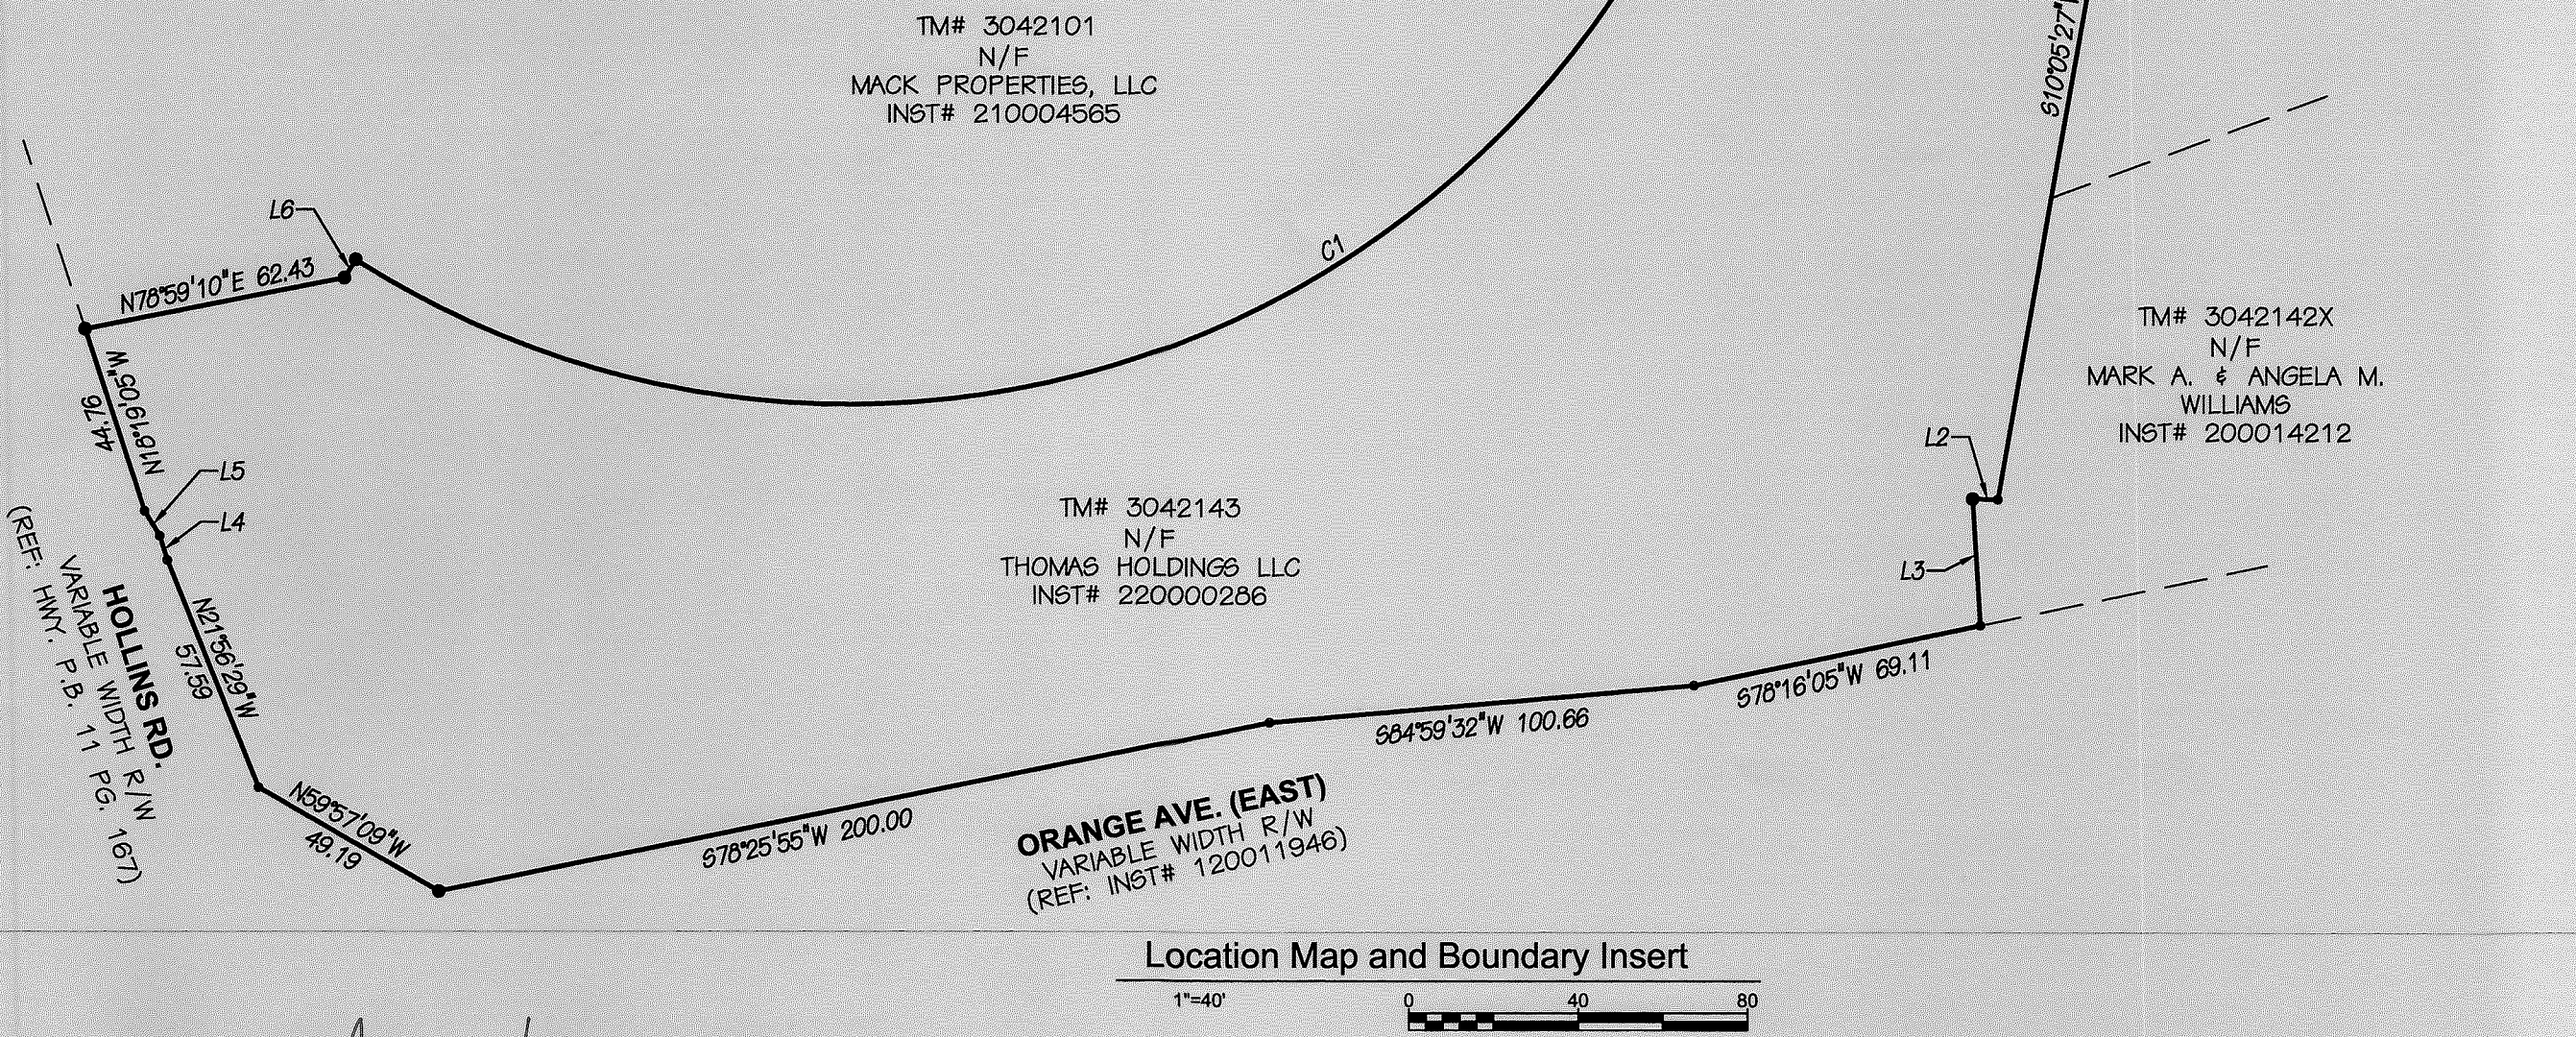 TM# 3042101
N/F
MACK PROPERTIES, LLC
INST# 210004565
S10°05'27"
L6
N78°59'10"E 62.43
C1
N18°19'05"W
44.76
L5
L4
TM# 3042142X
N/F
MARK A. & ANGELA M.
WILLIAMS
INST# 200014212
L2
L3
TM# 3042143
N/F
THOMAS HOLDINGS LLC
INST# 220000286
HOLLINS RD.
VARIABLE WIDTH R/W
(REF: HWY. P.B. 11 PG. 167)
N21°56'29"W
57.59
N59°57'09"W
49.19
S78°25'55"W 200.00
S84°59'32"W 100.66
S78°16'05"W 69.11
ORANGE AVE. (EAST)
VARIABLE WIDTH R/W
(REF: INST# 120011946)
Location Map and Boundary Insert
1"=40'
0 40 80